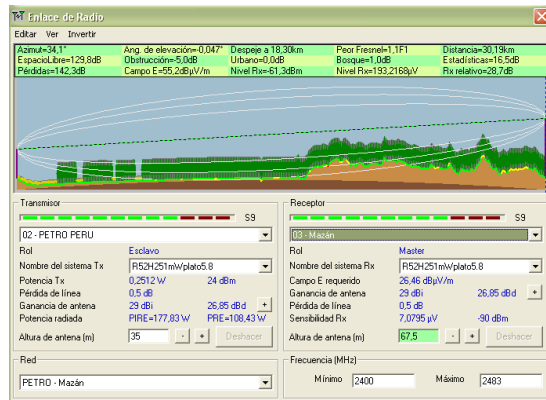 Enlace de Radio
Editar Ver Invertir
Azimut=34,1° Ang. de elevación=-0,047° Despeje a 18,30km Peor Fresnel=1,1F1 Distancia=30,19km
EspacioLibre=129,8dB Obstrucción=-5,0dB Urbano=0,0dB Bosque=1,0dB Estadísticas=16,5dB
Pérdidas=142,3dB Campo E=55,2dBµV/m Nivel Rx=-61,3dBm Nivel Rx=193,2168µV Rx relativo=28,7dB
Transmisor
S9
02 - PETRO PERU
Rol Esclavo
Nombre del sistema Tx R52H251mWplato5.8
Potencia Tx 0,2512 W 24 dBm
Pérdida de línea 0,5 dB
Ganancia de antena 29 dBi 26,85 dBd +
Potencia radiada PIRE=177,83 W PRE=108,43 W
Altura de antena (m) 35 - + Deshacer
Receptor
S9
03 - Mazán
Rol Master
Nombre del sistema Rx R52H251mWplato5.8
Campo E requerido 26,46 dBµV/m
Ganancia de antena 29 dBi 26,85 dBd +
Pérdida de línea 0,5 dB
Sensibilidad Rx 7,0795 µV -90 dBm
Altura de antena (m) 67,5 - + Deshacer
Red
PETRO - Mazán
Frecuencia (MHz)
Mínimo 2400 Máximo 2483